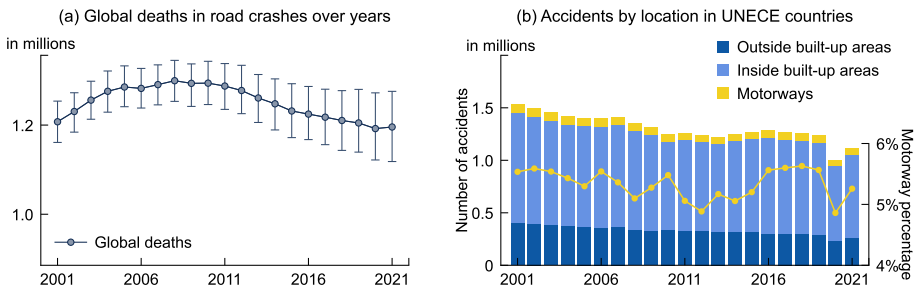 (a) Global deaths in road crashes over years
in millions
1.2
1.0
Global deaths
2001
2006
2011
2016
2021
(b) Accidents by location in UNECE countries
in millions
Outside built-up areas
Inside built-up areas
Motorways
Number of accidents
1.5
1.0
0.5
0
6%
5%
4%
Motorway percentage
2001
2006
2011
2016
2021